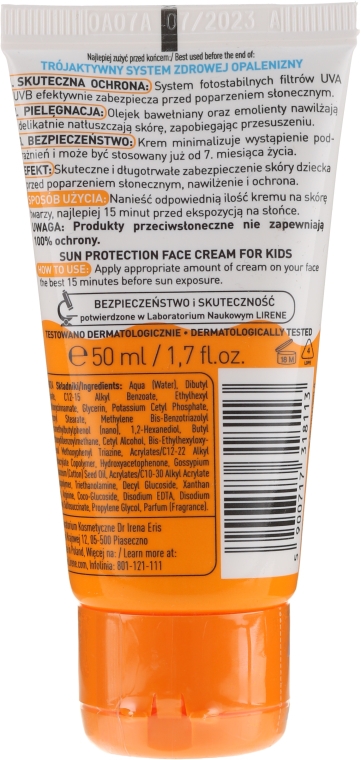 07/2023
Najlepiej zużyć przed końcem:/ Best used before the end of:
TRÓJAKTYWNY SYSTEM ZDROWEJ OPALENIZNY
SKUTECZNA OCHRONA: System fotostabilnych filtrów UVA
UVB efektywnie zabezpiecza przed poparzeniem słonecznym.
PIELĘGNACJA: Olejek bawełniany oraz emolienty nawilżają
delikatnie natłuszczają skórę, zapobiegając przesuszeniu.
BEZPIECZEŃSTWO: Krem minimalizuje wystąpienie pod-
rażnień i może być stosowany już od 7. miesiąca życia.
EFEKT: Skuteczne i długotrwałe zabezpieczenie skóry dziecka
przed poparzeniem słonecznym, nawilżenie i ochrona.
SPOSÓB UŻYCIA: Nanieść odpowiednią ilość kremu na skórę
twarzy, najlepiej 15 minut przed ekspozycją na słońce.
UWAGA: Produkty przeciwsłoneczne nie zapewniają
100% ochrony.
SUN PROTECTION FACE CREAM FOR KIDS
HOW TO USE: Apply appropriate amount of cream on your face
the best 15 minutes before sun exposure.
BEZPIECZEŃSTWO i SKUTECZNOŚĆ
potwierdzone w Laboratorium Naukowym LIRENE
TESTOWANO DERMATOLOGICZNIE • DERMATOLOGICALLY TESTED
e 50 ml / 1,7 fl.oz.
18 M
Składniki/Ingredients: Aqua (Water), Dibutyl
C12-15 Alkyl Benzoate, Ethylhexyl
Glycerin, Potassium Cetyl Phosphate,
Stearate, Methylene Bis-Benzotriazolyl
(nano), 1,2-Hexanediol, Butyl
Cetyl Alcohol, Bis-Ethylhexyloxy-
Methoxyphenyl Triazine, Acrylates/C12-22 Alkyl
Copolymer, Hydroxyacetophenone, Gossypium
(Cotton) Seed Oil, Acrylates/C10-30 Alkyl Acrylate
Triethanolamine, Decyl Glucoside, Xanthan
Coco-Glucoside, Disodium EDTA, Disodium
Propylene Glycol, Parfum (Fragrance).
Kosmetyczne Dr Irena Eris
12, 05-500 Piaseczno
Poland, Więcej na: / Learn more at:
infolinia: 801-121-111
5 900717 318113